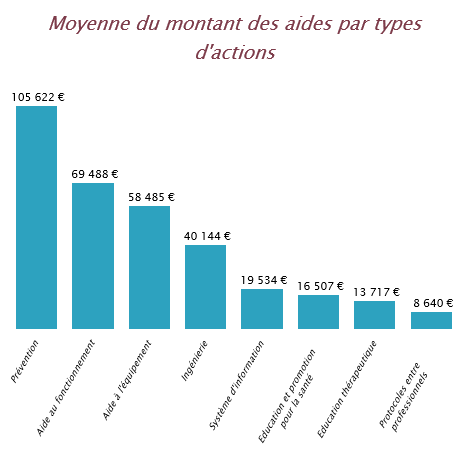 Moyenne du montant des aides par types
d'actions
105 622 €
69 488 €
58 485 €
40 144 €
19 534 €
16 507 €
13 717 €
8 640 €
Prévention
Aide au fonctionnement
Aide à l'équipement
Ingénierie
Système d'information
Education et promotion
pour la santé
Education thérapeutique
Protocoles entre
professionnels